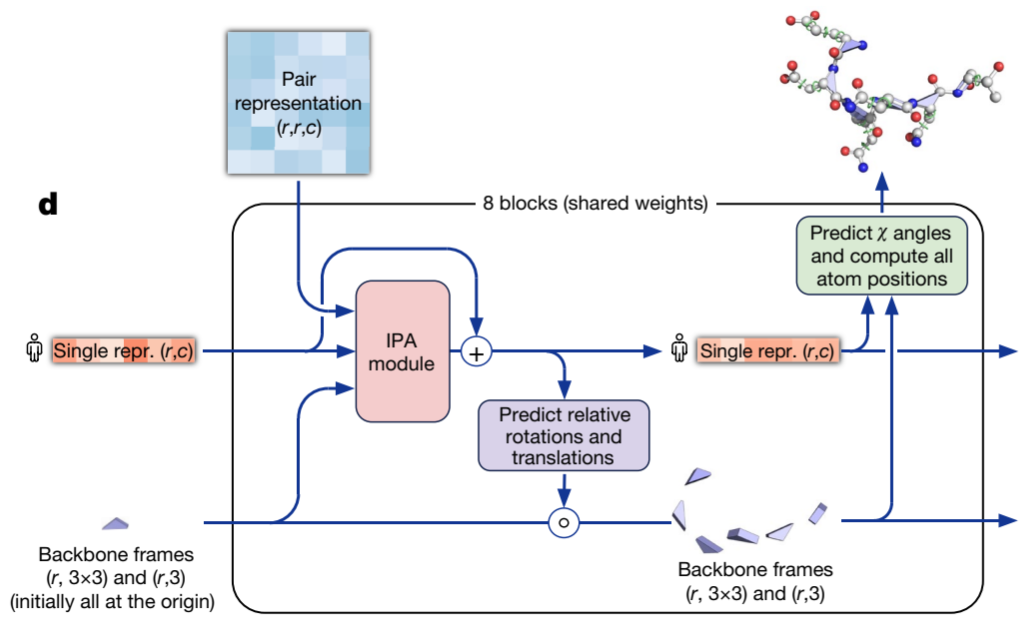 Pair
representation
(r,r,c)
d
8 blocks (shared weights)
Predict χ angles
and compute all
atom positions
IPA
module
+
Single repr. (r,c)
Single repr. (r,c)
Predict relative
rotations and
translations
Backbone frames
(r, 3×3) and (r,3)
(initially all at the origin)
Backbone frames
(r, 3×3) and (r,3)